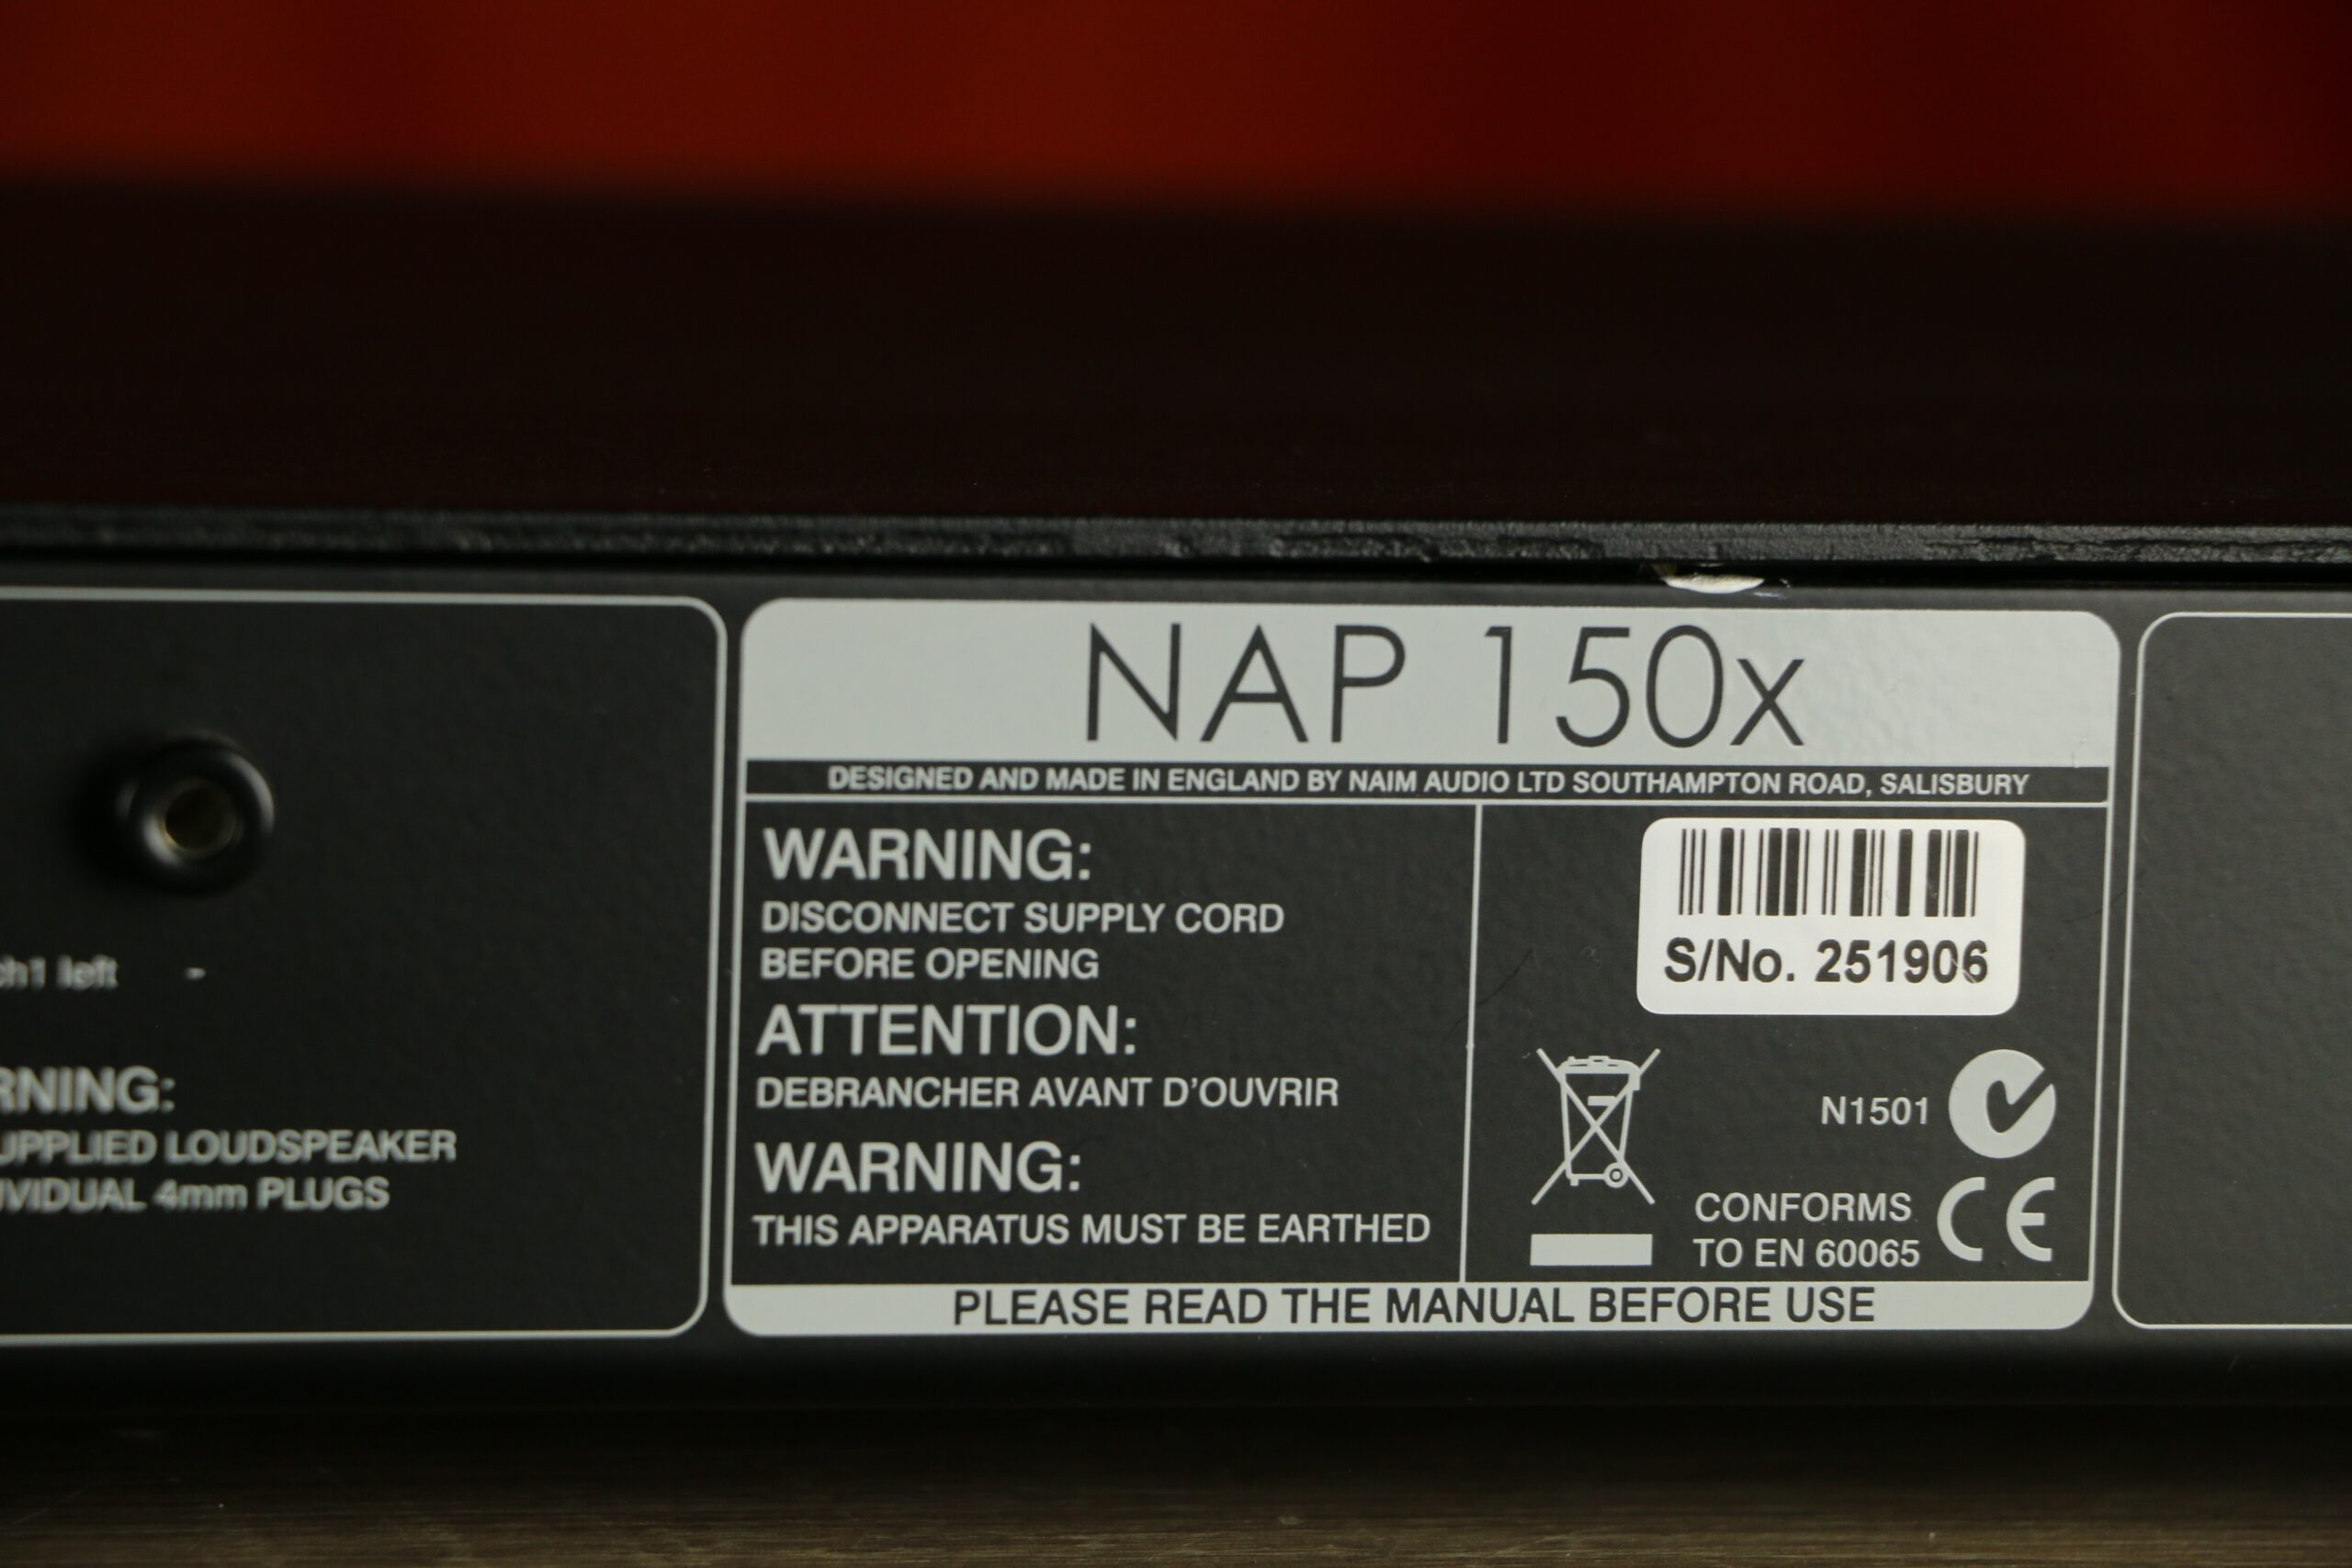 NAP 150x
DESIGNED AND MADE IN ENGLAND BY NAIM AUDIO LTD SOUTHAMPTON ROAD, SALISBURY
WARNING:
DISCONNECT SUPPLY CORD
BEFORE OPENING
ATTENTION:
DEBRANCHER AVANT D'OUVRIR
WARNING:
THIS APPARATUS MUST BE EARTHED
S/No. 251906
N1501
CONFORMS
TO EN 60065
CE
PLEASE READ THE MANUAL BEFORE USE
ch1 left -
RNING:
UPPLIED LOUDSPEAKER
IVIDUAL 4mm PLUGS